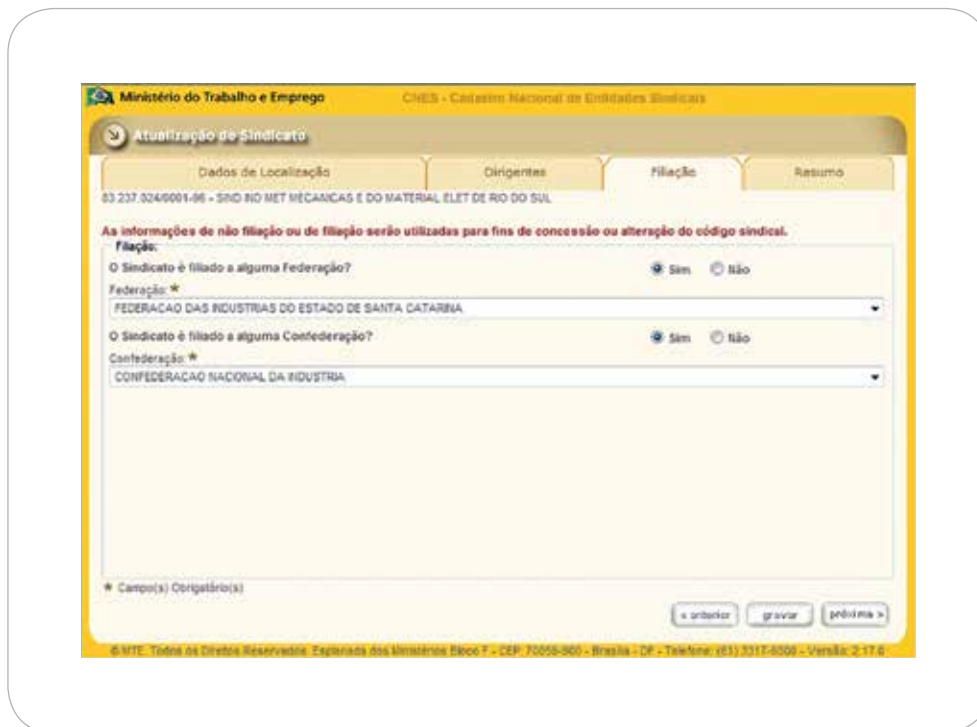 Ministério do Trabalho e Emprego CNES - Cadastro Nacional de Entidades Sindicais
Atualização de Sindicato
Dados de Localização Dirigentes Filiação Resumo
83.237.024/0001-96 - SIND IND MET MECANICAS E DO MATERIAL ELET DE RIO DO SUL
As informações de não filiação ou de filiação serão utilizadas para fins de concessão ou alteração do código sindical.
Filiação:
O Sindicato é filiado a alguma Federação? Sim Não
Federação: *
FEDERACAO DAS INDUSTRIAS DO ESTADO DE SANTA CATARINA
O Sindicato é filiado a alguma Confederação? Sim Não
Confederação: *
CONFEDERACAO NACIONAL DA INDUSTRIA
* Campo(s) Obrigatório(s)
« anterior gravar próxima »
© MTE. Todos os Direitos Reservados. Esplanada dos Ministérios Bloco F - CEP: 70059-900 - Brasília - DF - Telefone: (61) 3317-6000 - Versão: 2.17.0